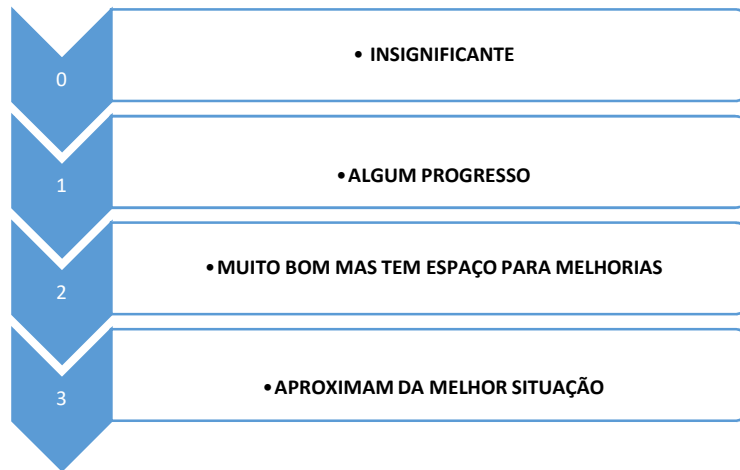 0
• INSIGNIFICANTE
1
•ALGUM PROGRESSO
2
•MUITO BOM MAS TEM ESPAÇO PARA MELHORIAS
3
•APROXIMAM DA MELHOR SITUAÇÃO